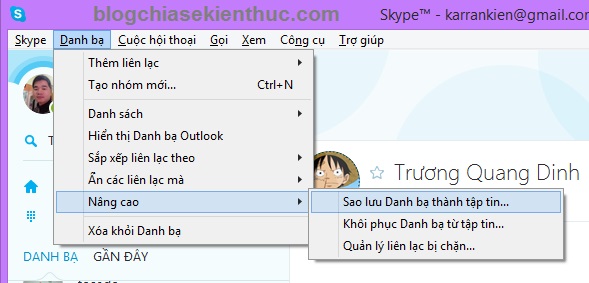 blogchiasekienthuc.com
Skype™ - karrankien@gmail.com
Skype Danh bạ Cuộc hội thoại Gọi Xem Công cụ Trợ giúp
Thêm liên lạc
Tạo nhóm mới... Ctrl+N
Danh sách
Hiển thị Danh bạ Outlook
Sắp xếp liên lạc theo
Ẩn các liên lạc mà
Nâng cao
Xóa khỏi Danh bạ
Trương Quang Dinh
Sao lưu Danh bạ thành tập tin...
Khôi phục Danh bạ từ tập tin...
Quản lý liên lạc bị chặn...
DANH BẠ GẦN ĐÂY